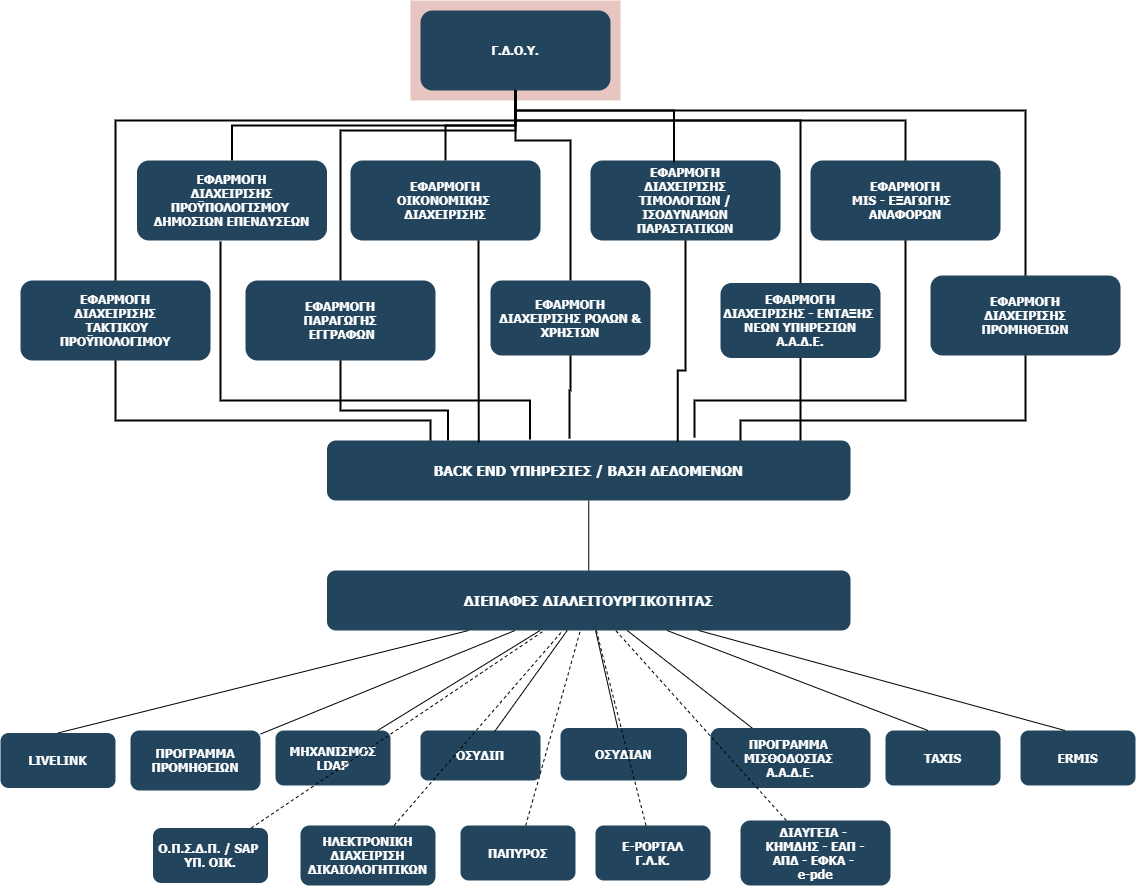 Γ.Δ.Ο.Υ.
ΕΦΑΡΜΟΓΗ
ΔΙΑΧΕΙΡΙΣΗΣ
ΠΡΟΫΠΟΛΟΓΙΣΜΟΥ
ΔΗΜΟΣΙΩΝ ΕΠΕΝΔΥΣΕΩΝ
ΕΦΑΡΜΟΓΗ
ΟΙΚΟΝΟΜΙΚΗΣ
ΔΙΑΧΕΙΡΙΣΗΣ
ΕΦΑΡΜΟΓΗ
ΔΙΑΧΕΙΡΙΣΗΣ
ΤΙΜΟΛΟΓΙΩΝ /
ΙΣΟΔΥΝΑΜΩΝ
ΠΑΡΑΣΤΑΤΙΚΩΝ
ΕΦΑΡΜΟΓΗ
MIS - ΕΞΑΓΩΓΗΣ
ΑΝΑΦΟΡΩΝ
ΕΦΑΡΜΟΓΗ
ΔΙΑΧΕΙΡΙΣΗΣ
ΤΑΚΤΙΚΟΥ
ΠΡΟΫΠΟΛΟΓΙΜΟΥ
ΕΦΑΡΜΟΓΗ
ΠΑΡΑΓΩΓΗΣ
ΕΓΓΡΑΦΩΝ
ΕΦΑΡΜΟΓΗ
ΔΙΑΧΕΙΡΙΣΗΣ ΡΟΛΩΝ &
ΧΡΗΣΤΩΝ
ΕΦΑΡΜΟΓΗ
ΔΙΑΧΕΙΡΙΣΗΣ - ΕΝΤΑΞΗΣ
ΝΕΩΝ ΥΠΗΡΕΣΙΩΝ
Α.Α.Δ.Ε.
ΕΦΑΡΜΟΓΗ
ΔΙΑΧΕΙΡΙΣΗΣ
ΠΡΟΜΗΘΕΙΩΝ
BACK END ΥΠΗΡΕΣΙΕΣ / ΒΑΣΗ ΔΕΔΟΜΕΝΩΝ
ΔΙΕΠΑΦΕΣ ΔΙΑΛΕΙΤΟΥΡΓΙΚΟΤΗΤΑΣ
LIVELINK
ΠΡΟΓΡΑΜΜΑ
ΠΡΟΜΗΘΕΙΩΝ
ΜΗΧΑΝΙΣΜΟΣ
LDAP
ΟΣΥΔΙΠ
ΟΣΥΔΙΑΝ
ΠΡΟΓΡΑΜΜΑ
ΜΙΣΘΟΔΟΣΙΑΣ
Α.Α.Δ.Ε.
TAXIS
ERMIS
Ο.Π.Σ.Δ.Π. / SAP
ΥΠ. ΟΙΚ.
ΗΛΕΚΤΡΟΝΙΚΗ
ΔΙΑΧΕΙΡΙΣΗ
ΔΙΚΑΙΟΛΟΓΗΤΙΚΩΝ
ΠΑΠΥΡΟΣ
E-PORTAL
Γ.Λ.Κ.
ΔΙΑΥΓΕΙΑ -
ΚΗΜΔΗΣ - ΕΑΠ -
ΑΠΔ - ΕΦΚΑ -
e-pde